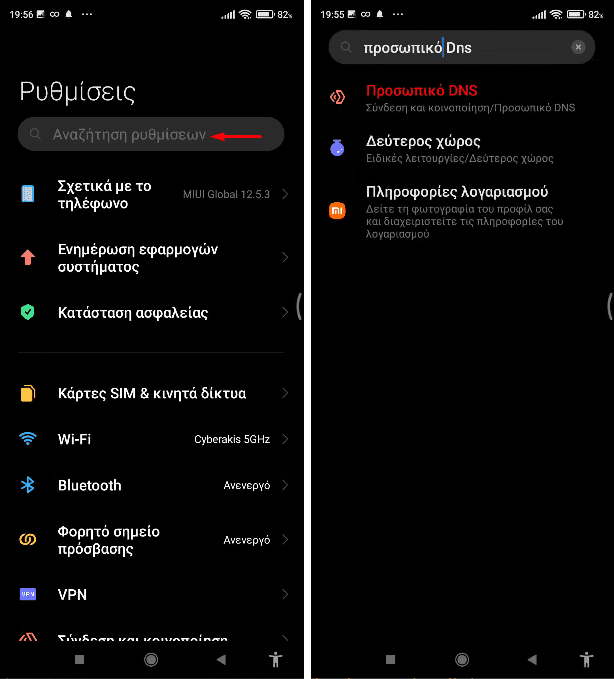 19:56
82%
Ρυθμίσεις
Αναζήτηση ρυθμίσεων
Σχετικά με το
τηλέφωνο
MIUI Global 12.5.3
Ενημέρωση εφαρμογών
συστήματος
Κατάσταση ασφαλείας
Κάρτες SIM & κινητά δίκτυα
Wi-Fi
Cyberakis 5GHz
Bluetooth
Ανενεργό
Φορητό σημείο
πρόσβασης
Ανενεργό
VPN
VPN
Σύνδεση και κοινοποίηση
19:55
82%
προσωπικό Dns
Προσωπικό DNS
Σύνδεση και κοινοποίηση/Προσωπικό DNS
Δεύτερος χώρος
Ειδικές λειτουργίες/Δεύτερος χώρος
mi
Πληροφορίες λογαριασμού
Δείτε τη φωτογραφία του προφίλ σας
και διαχειριστείτε τις πληροφορίες του
λογαριασμού